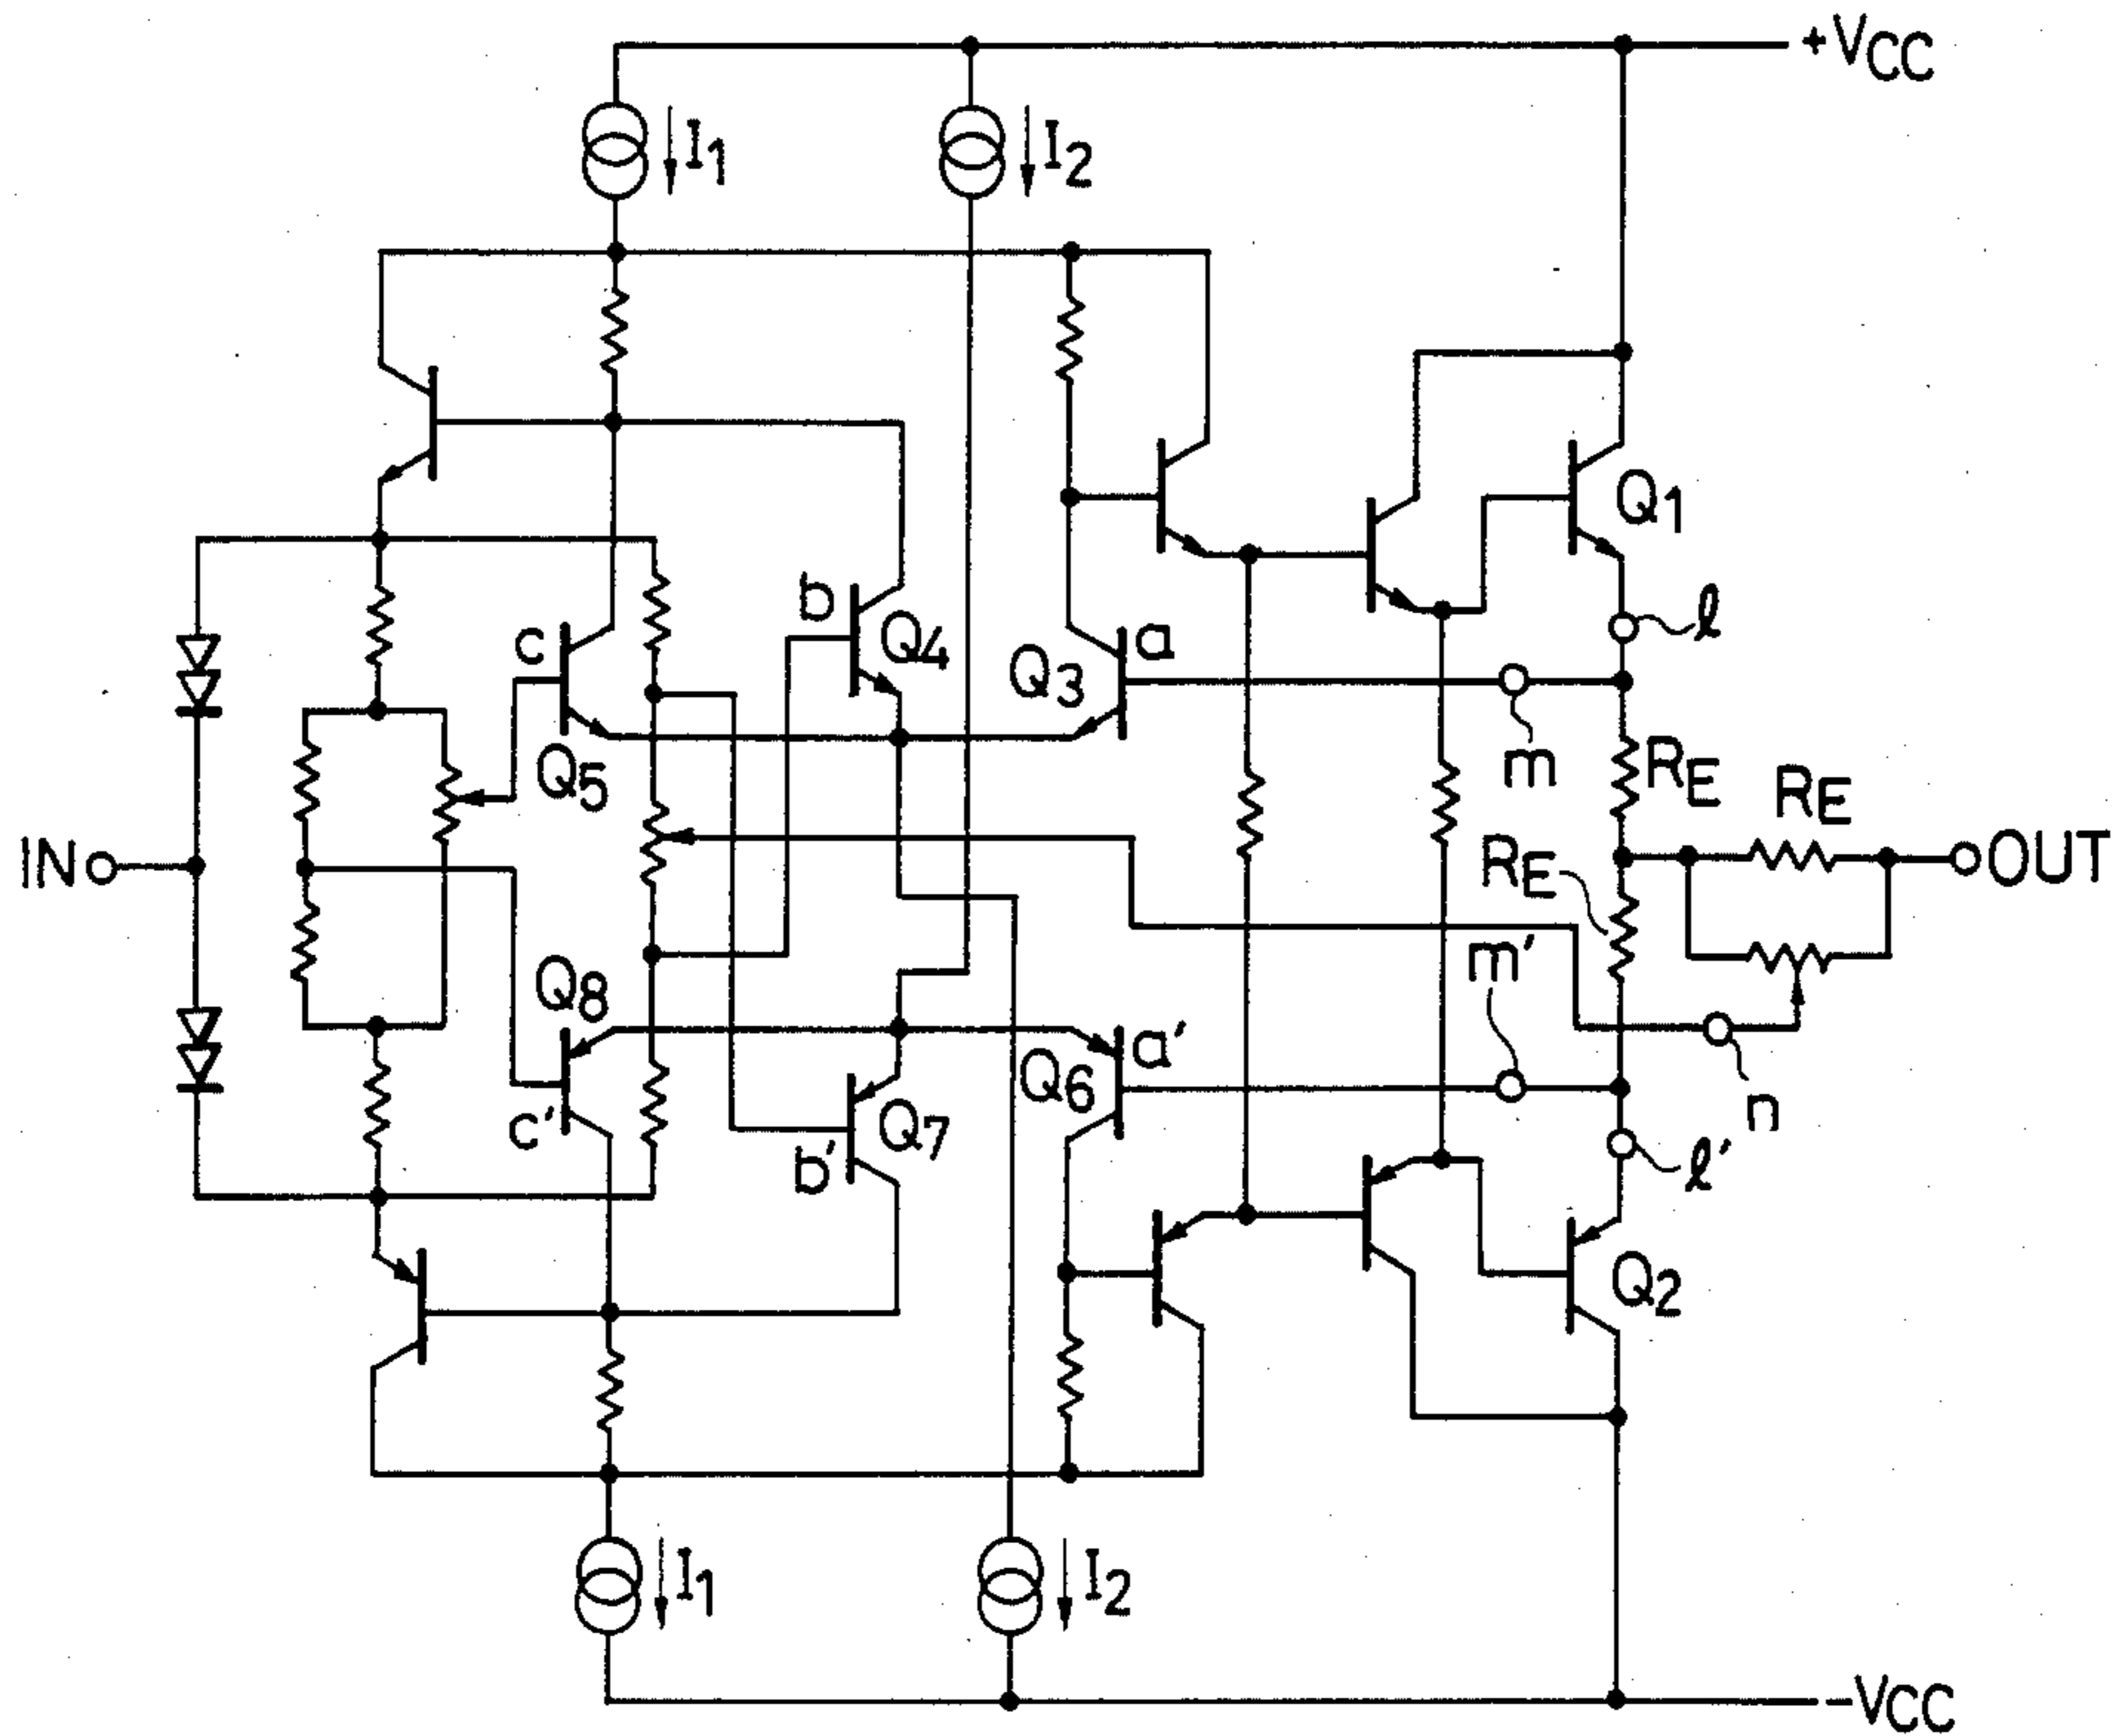 +VCC
I1
I2
Q1
ℓ
b
Q4
c
Q3
a
m
RE
RE
Q5
IN
RE
OUT
m'
Q8
a'
Q6
n
c'
Q7
b'
ℓ'
Q2
I1
I2
-VCC